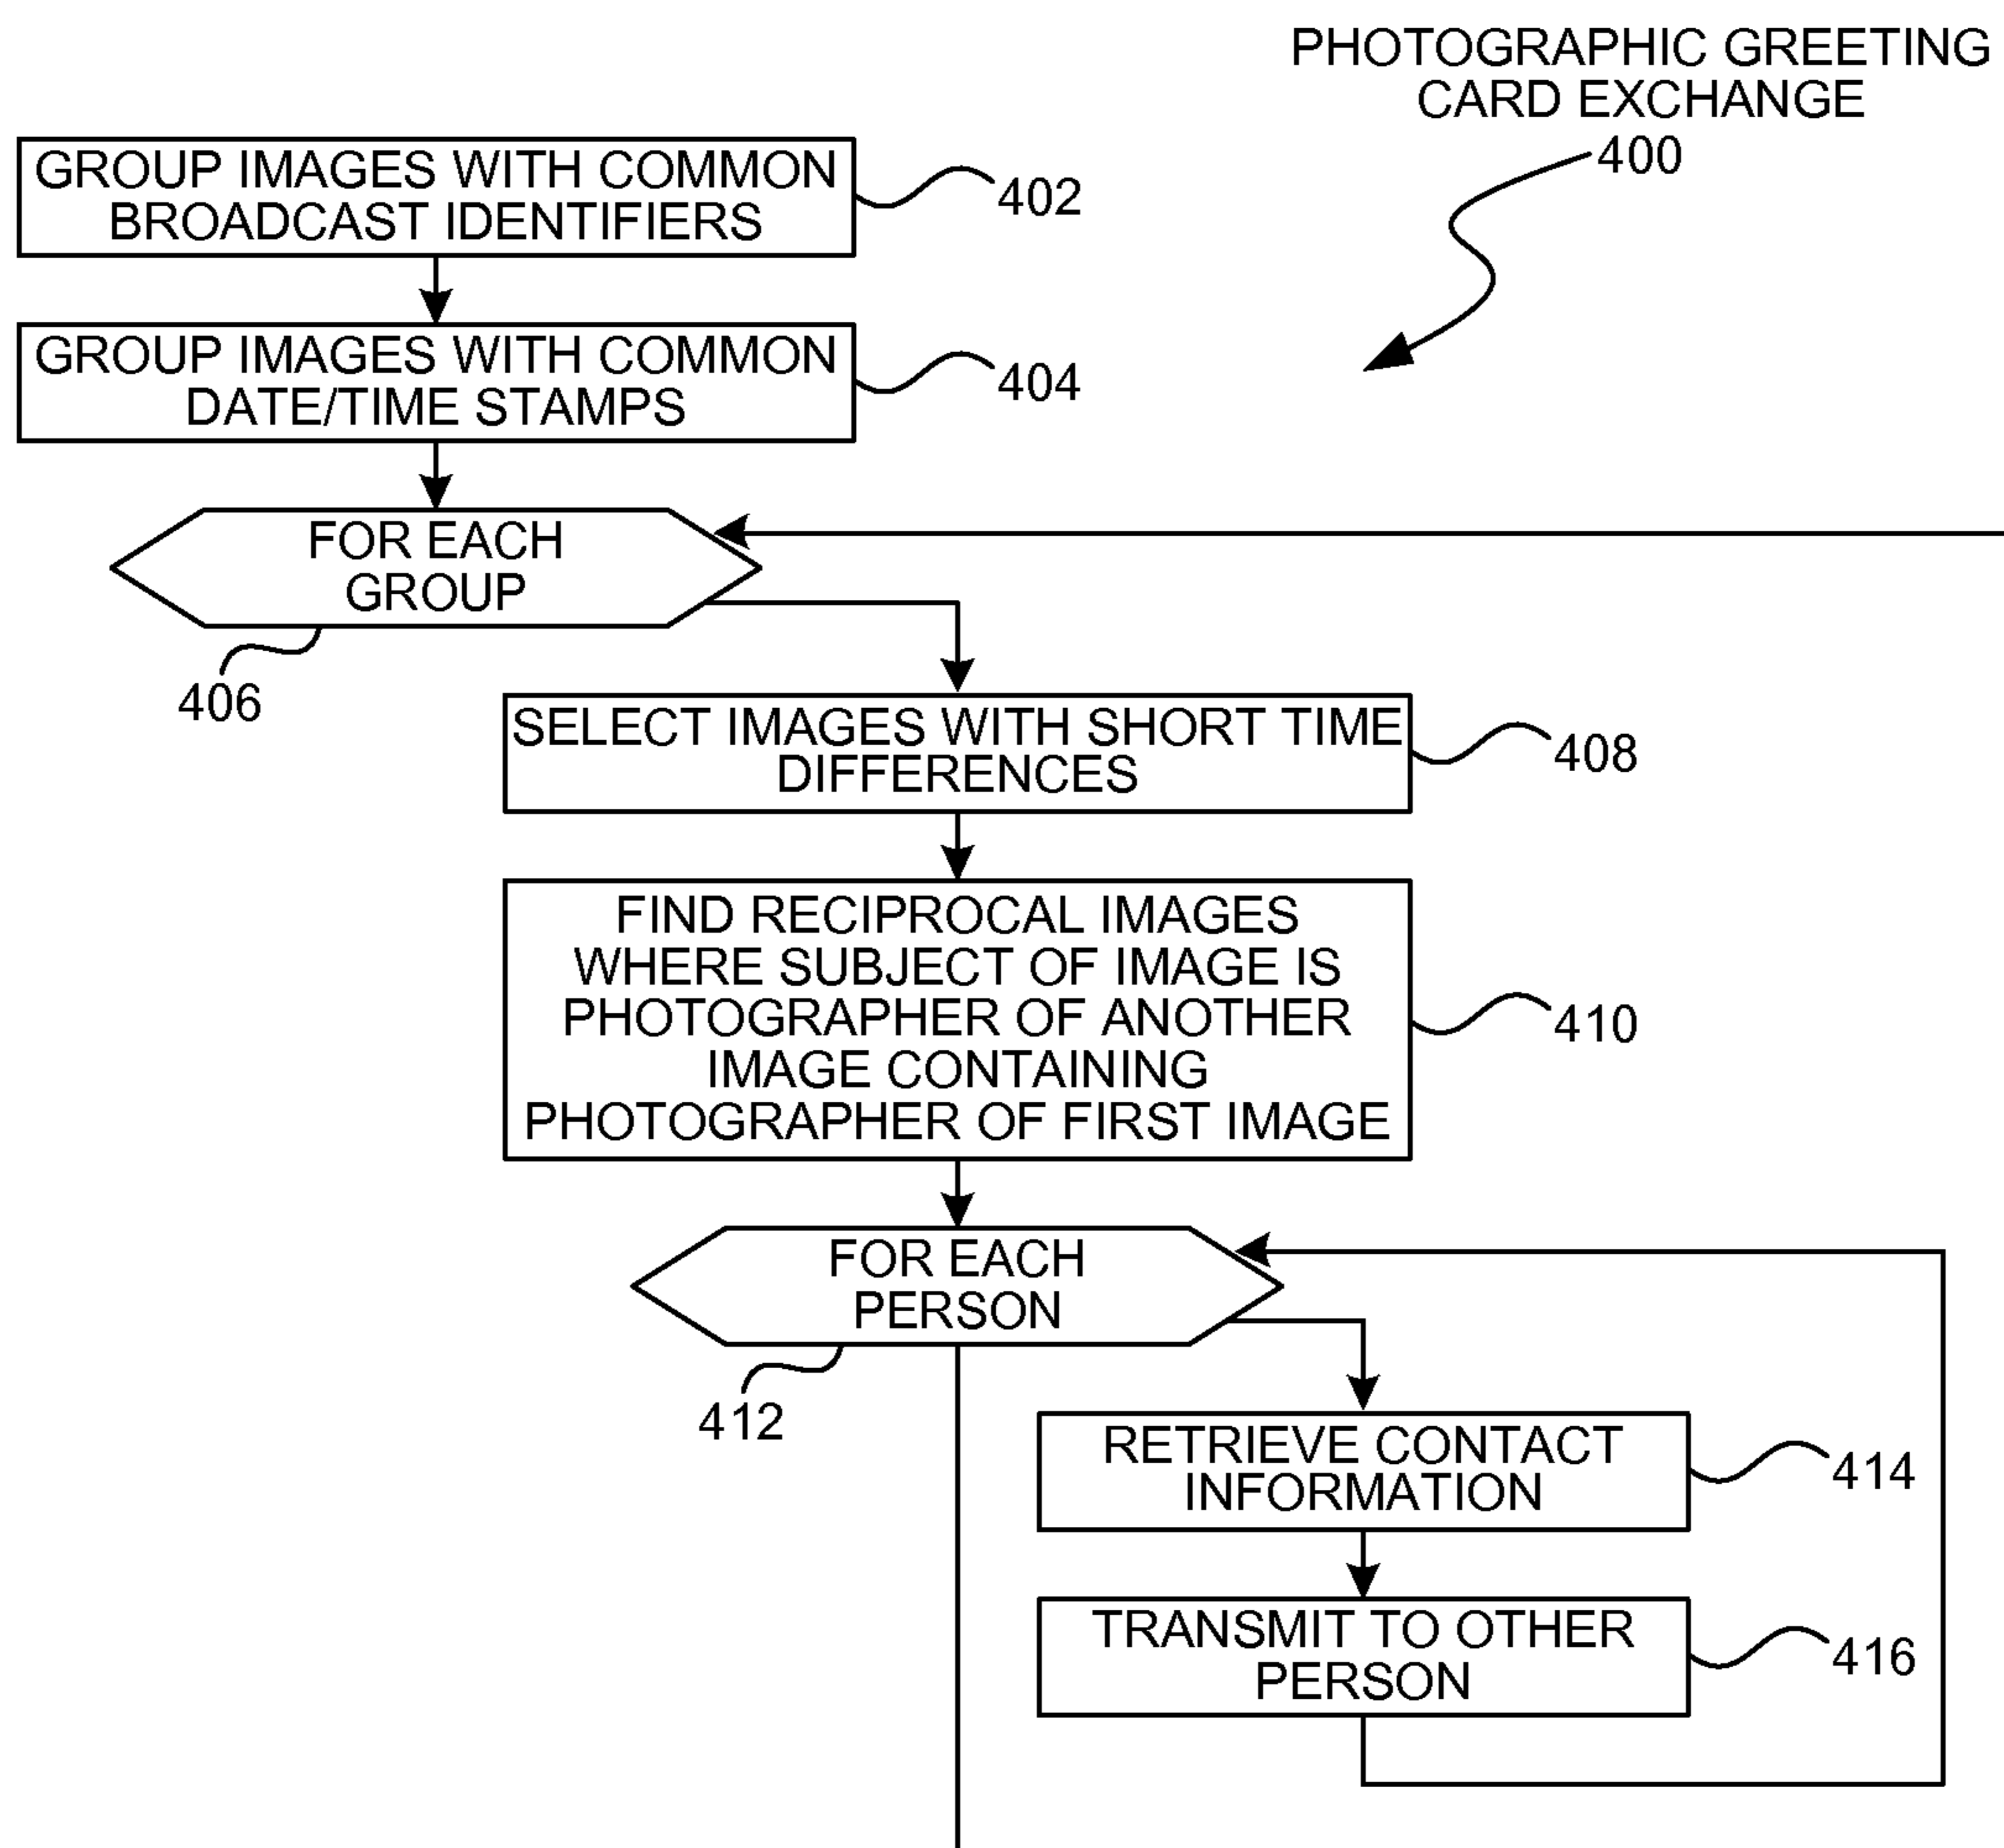 PHOTOGRAPHIC GREETING
CARD EXCHANGE
400
GROUP IMAGES WITH COMMON
BROADCAST IDENTIFIERS
402
GROUP IMAGES WITH COMMON
DATE/TIME STAMPS
404
FOR EACH
GROUP
406
SELECT IMAGES WITH SHORT TIME
DIFFERENCES
408
FIND RECIPROCAL IMAGES
WHERE SUBJECT OF IMAGE IS
PHOTOGRAPHER OF ANOTHER
IMAGE CONTAINING
PHOTOGRAPHER OF FIRST IMAGE
410
FOR EACH
PERSON
412
RETRIEVE CONTACT
INFORMATION
414
TRANSMIT TO OTHER
PERSON
416